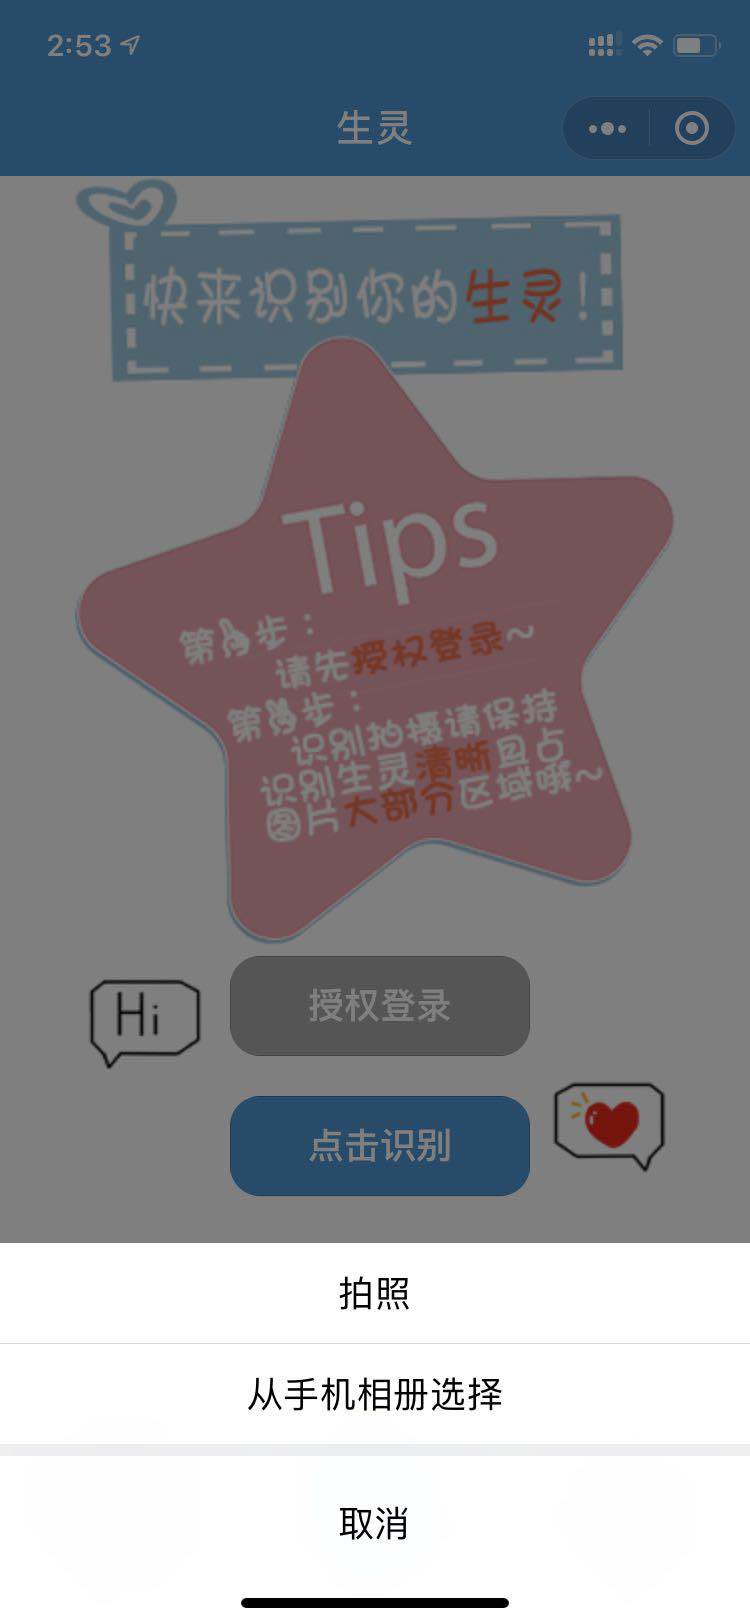 2:53
生灵
快来识别你的生灵!
Tips
第步:
请先授权登录~
第步:
识别拍摄请保持
识别生灵清晰且占
图片大部分区域哦~
Hi
授权登录
点击识别
拍照
从手机相册选择
取消